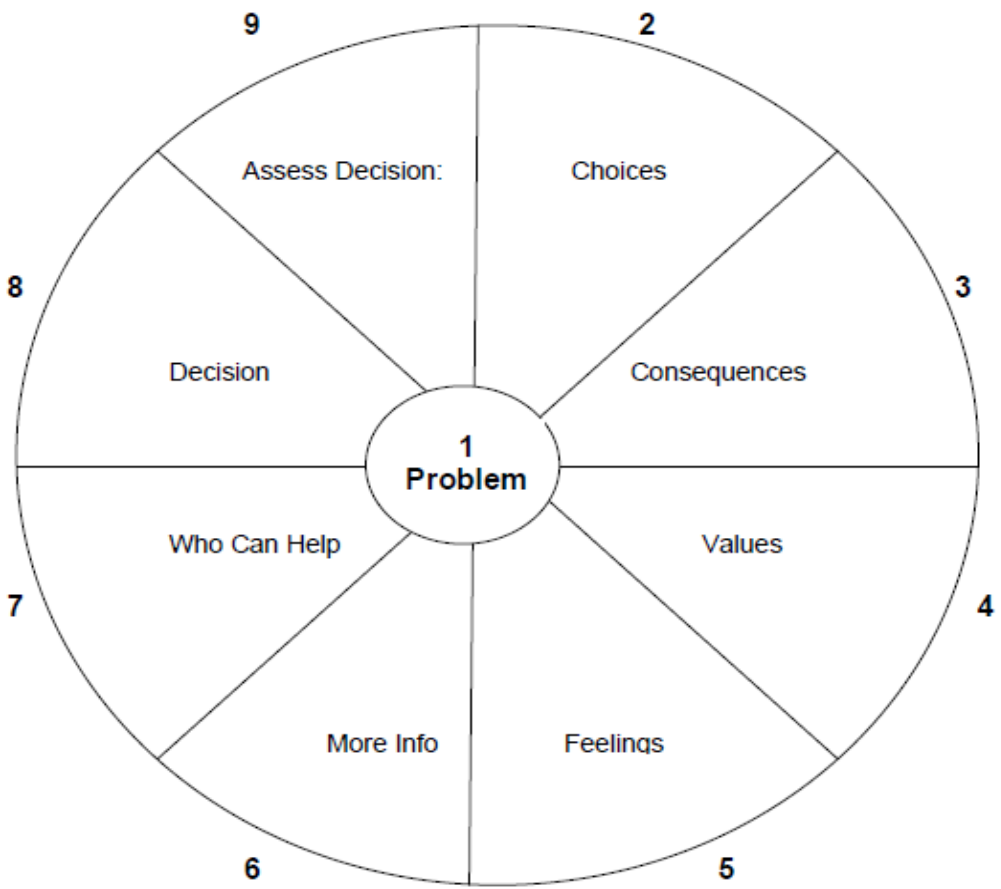 9
2
Assess Decision:
Choices
8
3
Decision
Consequences
1
Problem
Who Can Help
Values
7
4
More Info
Feelings
6
5